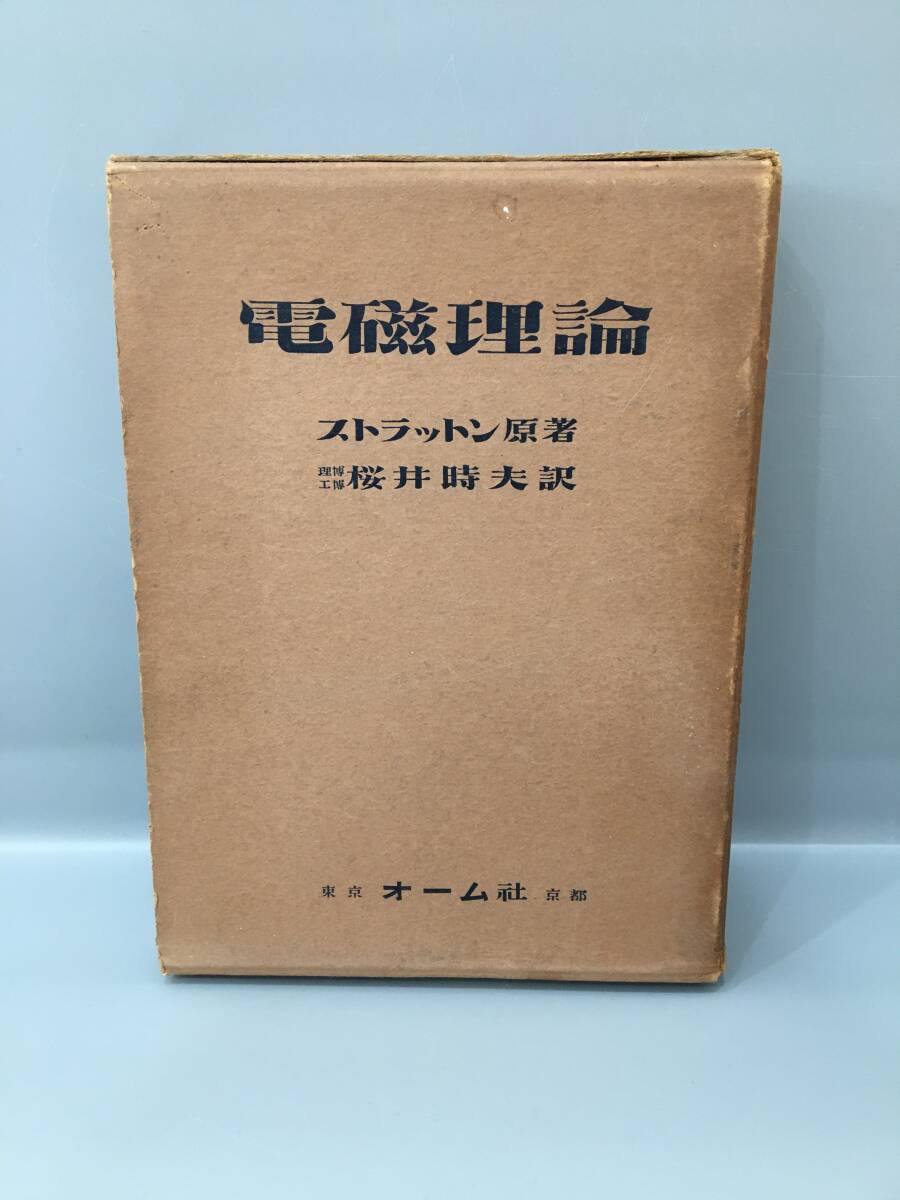 電磁理論
ストラットン原著
理博 工博 桜井時夫訳
東京 オーム社 京都